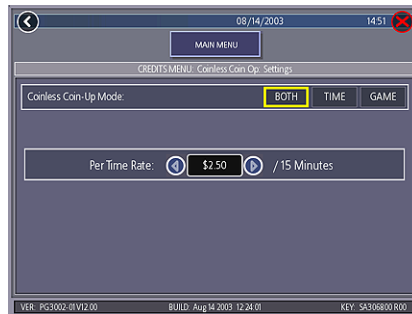 08/14/2003 14:51
MAIN MENU
CREDITS MENU: Coinless Coin Op: Settings
Coinless Coin-Up Mode: BOTH TIME GAME
Per Time Rate: $2.50 / 15 Minutes
VER: PG3002-01V12.00 BUILD: Aug 14 2003 12:24:01 KEY: SA306800 R00